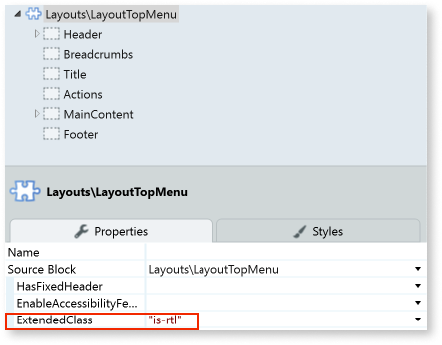 Layouts\LayoutTopMenu
Header
Breadcrumbs
Title
Actions
MainContent
Footer
Layouts\LayoutTopMenu
Properties Styles
Name
Source Block Layouts\LayoutTopMenu
HasFixedHeader
EnableAccessibilityFe...
ExtendedClass "is-rtl"